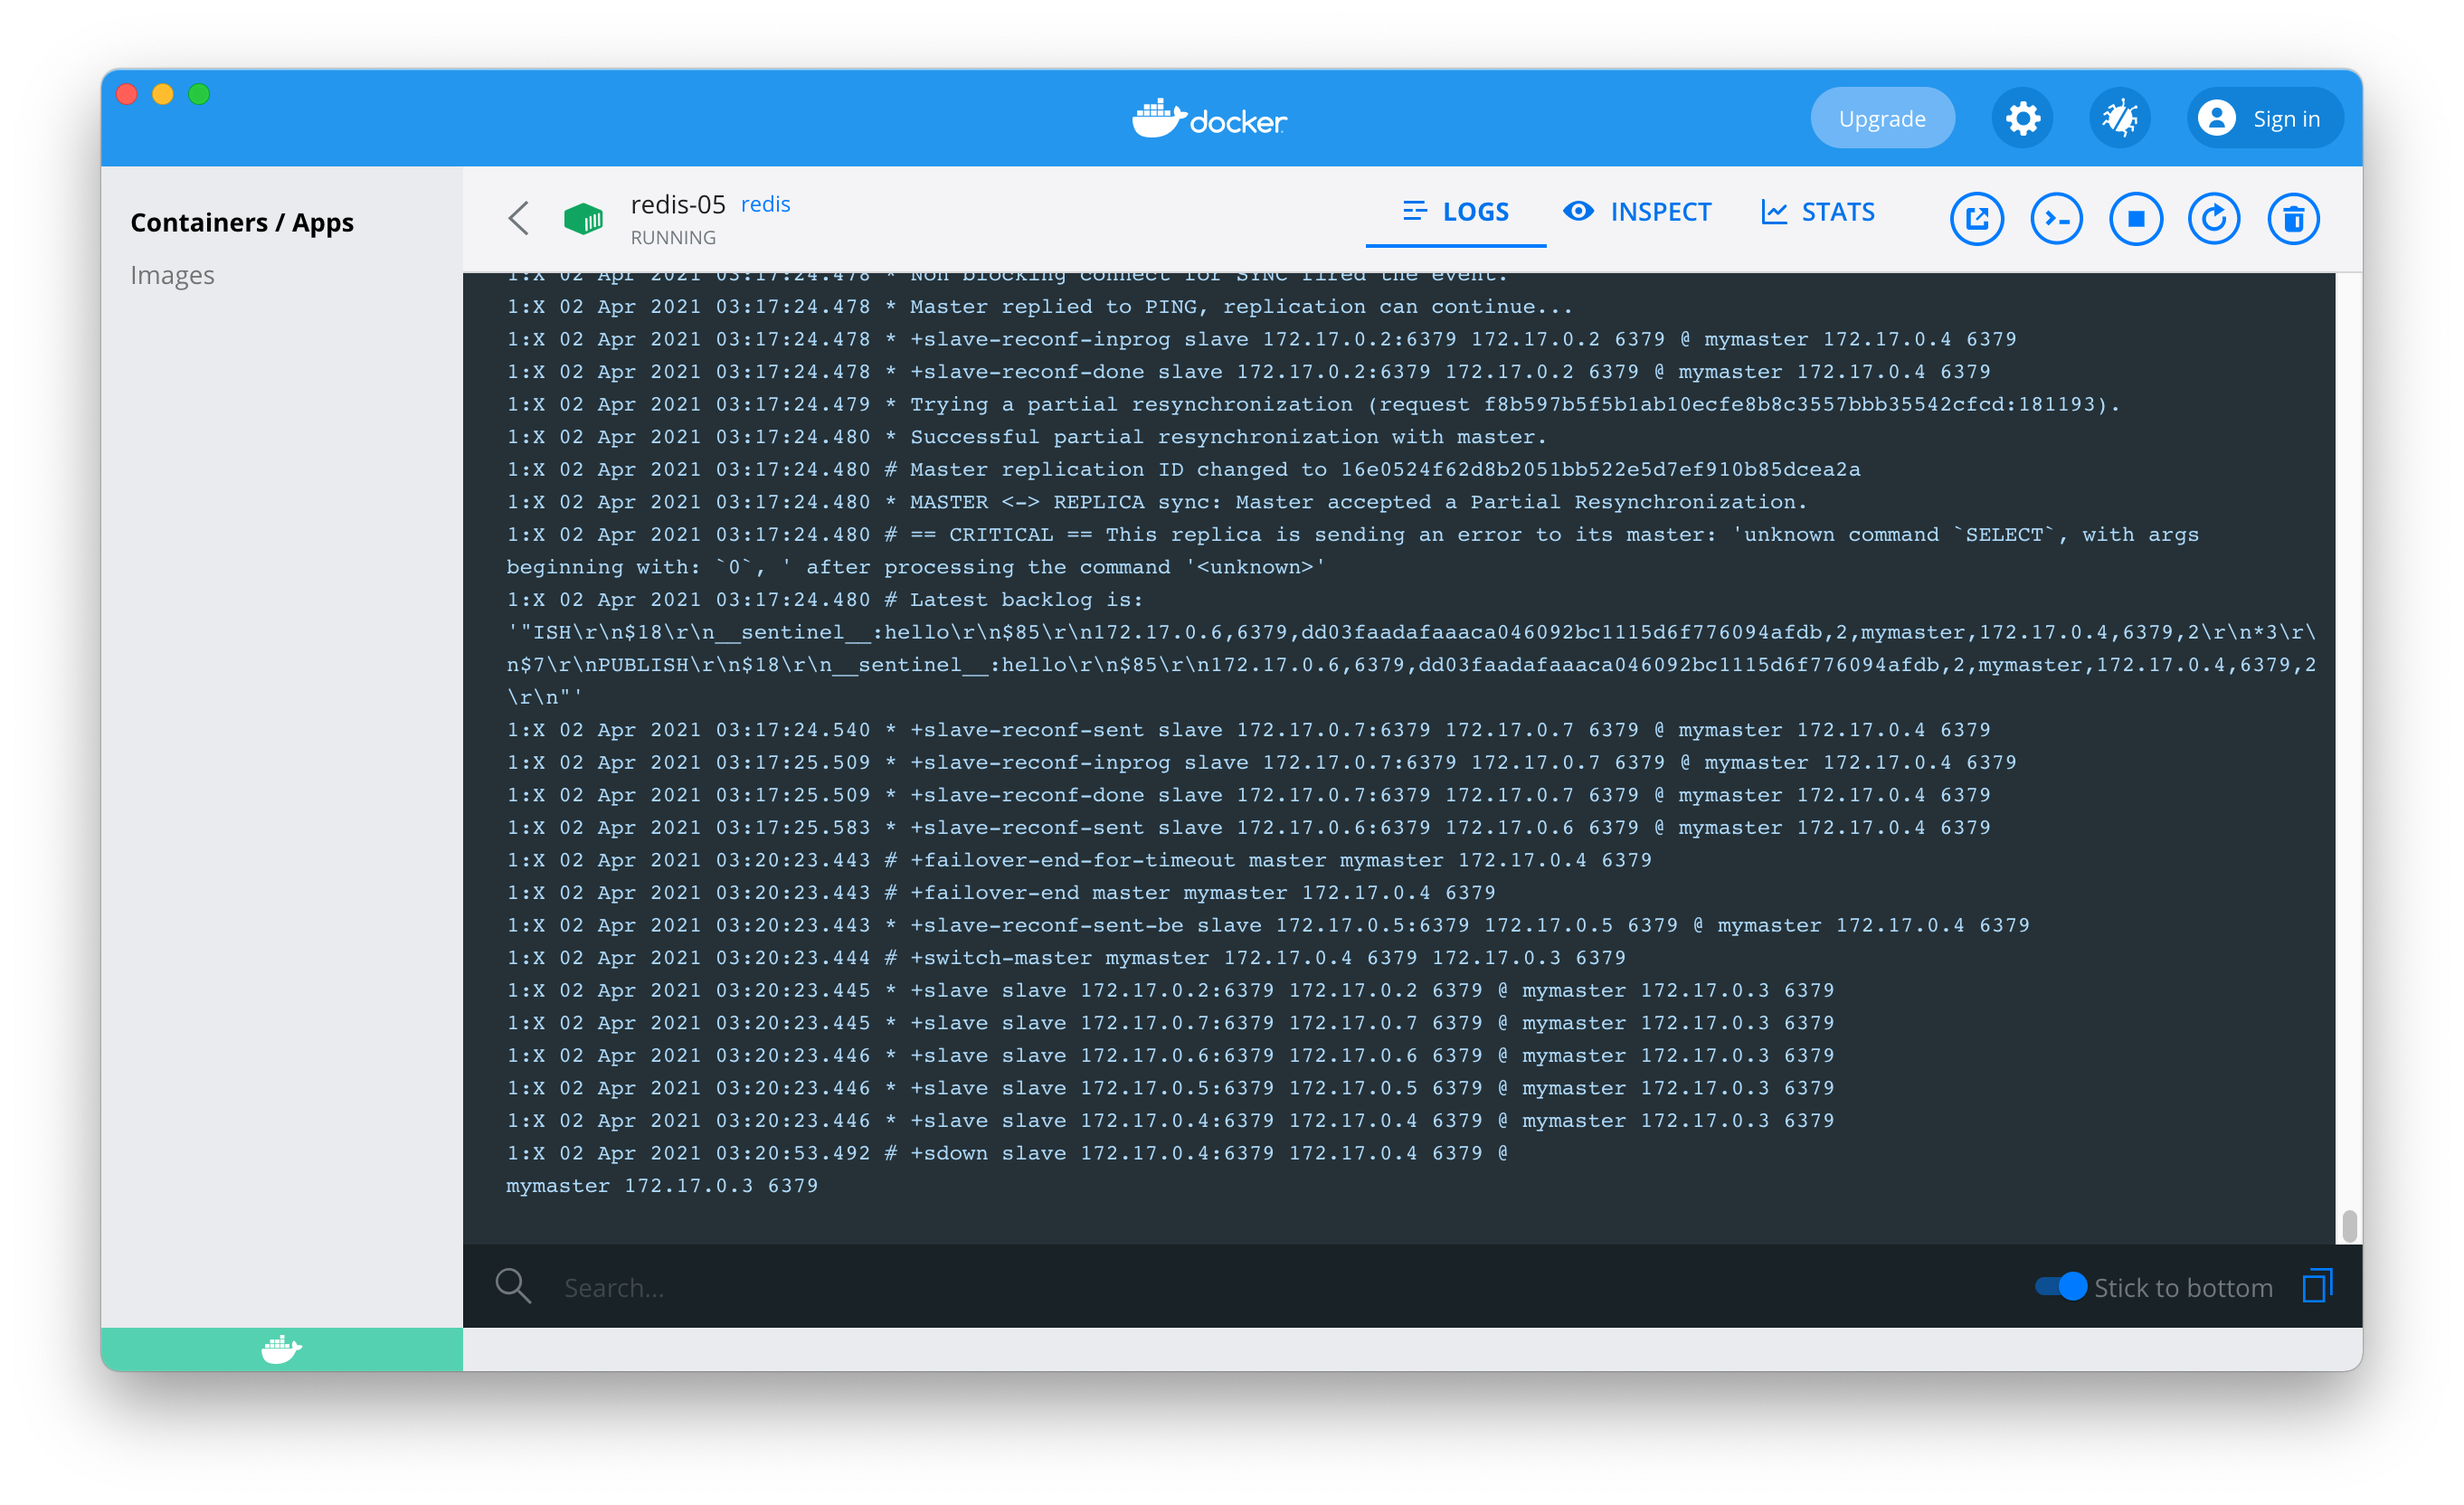 docker
Upgrade
Sign in
Containers / Apps
Images
redis-05 redis
RUNNING
LOGS
INSPECT
STATS
1:X 02 Apr 2021 03:17:24.478 * Non blocking connect for SYNC fired the event.
1:X 02 Apr 2021 03:17:24.478 * Master replied to PING, replication can continue...
1:X 02 Apr 2021 03:17:24.478 * +slave-reconf-inprog slave 172.17.0.2:6379 172.17.0.2 6379 @ mymaster 172.17.0.4 6379
1:X 02 Apr 2021 03:17:24.478 * +slave-reconf-done slave 172.17.0.2:6379 172.17.0.2 6379 @ mymaster 172.17.0.4 6379
1:X 02 Apr 2021 03:17:24.479 * Trying a partial resynchronization (request f8b597b5f5b1ab10ecfe8b8c3557bbb35542cfcd:181193).
1:X 02 Apr 2021 03:17:24.480 * Successful partial resynchronization with master.
1:X 02 Apr 2021 03:17:24.480 # Master replication ID changed to 16e0524f62d8b2051bb522e5d7ef910b85dcea2a
1:X 02 Apr 2021 03:17:24.480 * MASTER <-> REPLICA sync: Master accepted a Partial Resynchronization.
1:X 02 Apr 2021 03:17:24.480 # == CRITICAL == This replica is sending an error to its master: 'unknown command `SELECT`, with args
beginning with: `0`, ' after processing the command '<unknown>'
1:X 02 Apr 2021 03:17:24.480 # Latest backlog is:
'"ISH\r\n$18\r\n__sentinel__:hello\r\n$85\r\n172.17.0.6,6379,dd03faadafaaaca046092bc1115d6f776094afdb,2,mymaster,172.17.0.4,6379,2\r\n*3\r\
n$7\r\nPUBLISH\r\n$18\r\n__sentinel__:hello\r\n$85\r\n172.17.0.6,6379,dd03faadafaaaca046092bc1115d6f776094afdb,2,mymaster,172.17.0.4,6379,2
\r\n"'
1:X 02 Apr 2021 03:17:24.540 * +slave-reconf-sent slave 172.17.0.7:6379 172.17.0.7 6379 @ mymaster 172.17.0.4 6379
1:X 02 Apr 2021 03:17:25.509 * +slave-reconf-inprog slave 172.17.0.7:6379 172.17.0.7 6379 @ mymaster 172.17.0.4 6379
1:X 02 Apr 2021 03:17:25.509 * +slave-reconf-done slave 172.17.0.7:6379 172.17.0.7 6379 @ mymaster 172.17.0.4 6379
1:X 02 Apr 2021 03:17:25.583 * +slave-reconf-sent slave 172.17.0.6:6379 172.17.0.6 6379 @ mymaster 172.17.0.4 6379
1:X 02 Apr 2021 03:20:23.443 # +failover-end-for-timeout master mymaster 172.17.0.4 6379
1:X 02 Apr 2021 03:20:23.443 # +failover-end master mymaster 172.17.0.4 6379
1:X 02 Apr 2021 03:20:23.443 * +slave-reconf-sent-be slave 172.17.0.5:6379 172.17.0.5 6379 @ mymaster 172.17.0.4 6379
1:X 02 Apr 2021 03:20:23.444 # +switch-master mymaster 172.17.0.4 6379 172.17.0.3 6379
1:X 02 Apr 2021 03:20:23.445 * +slave slave 172.17.0.2:6379 172.17.0.2 6379 @ mymaster 172.17.0.3 6379
1:X 02 Apr 2021 03:20:23.445 * +slave slave 172.17.0.7:6379 172.17.0.7 6379 @ mymaster 172.17.0.3 6379
1:X 02 Apr 2021 03:20:23.446 * +slave slave 172.17.0.6:6379 172.17.0.6 6379 @ mymaster 172.17.0.3 6379
1:X 02 Apr 2021 03:20:23.446 * +slave slave 172.17.0.5:6379 172.17.0.5 6379 @ mymaster 172.17.0.3 6379
1:X 02 Apr 2021 03:20:23.446 * +slave slave 172.17.0.4:6379 172.17.0.4 6379 @ mymaster 172.17.0.3 6379
1:X 02 Apr 2021 03:20:53.492 # +sdown slave 172.17.0.4:6379 172.17.0.4 6379 @
mymaster 172.17.0.3 6379
Search...
Stick to bottom